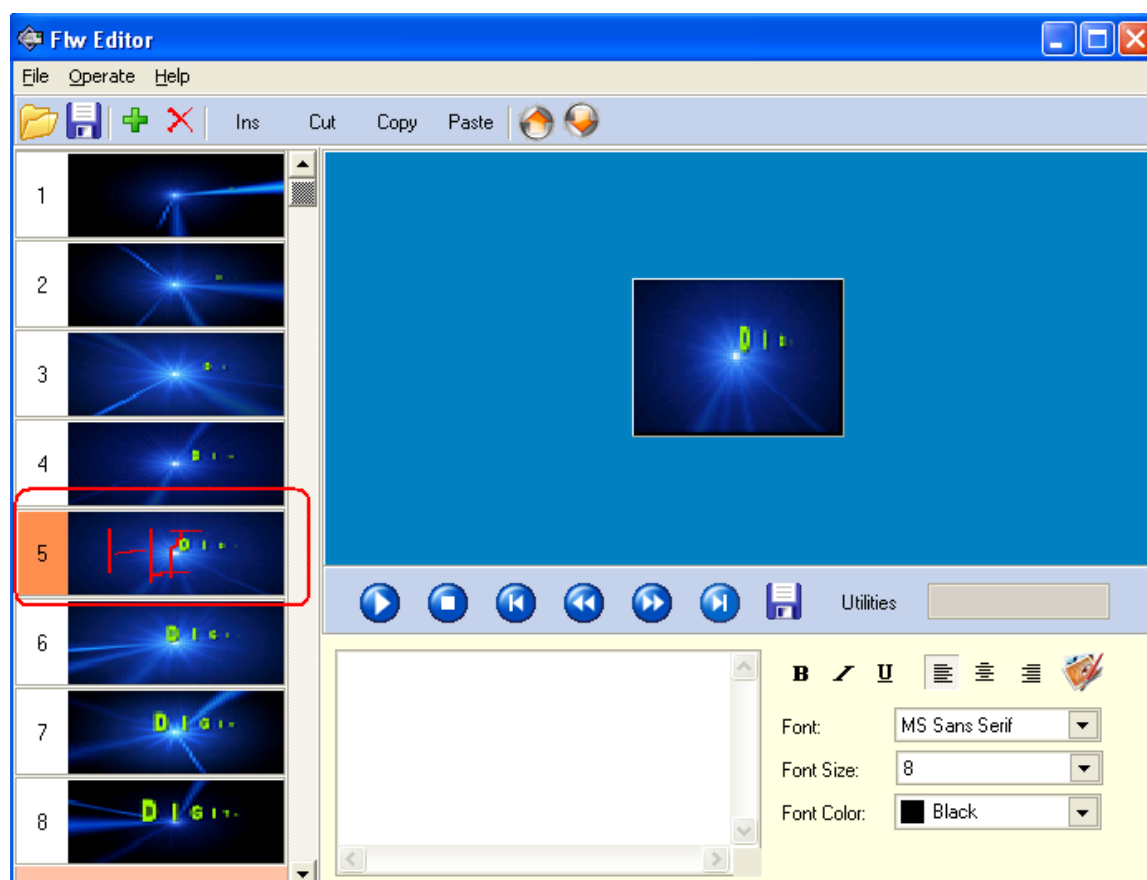 Flw Editor
File Operate Help
Ins Cut Copy Paste
1
2
3
4
5
6
7
8
D I
D I G I
D I G I
D I
Utilities
B I U
Font: MS Sans Serif
Font Size: 8
Font Color: Black